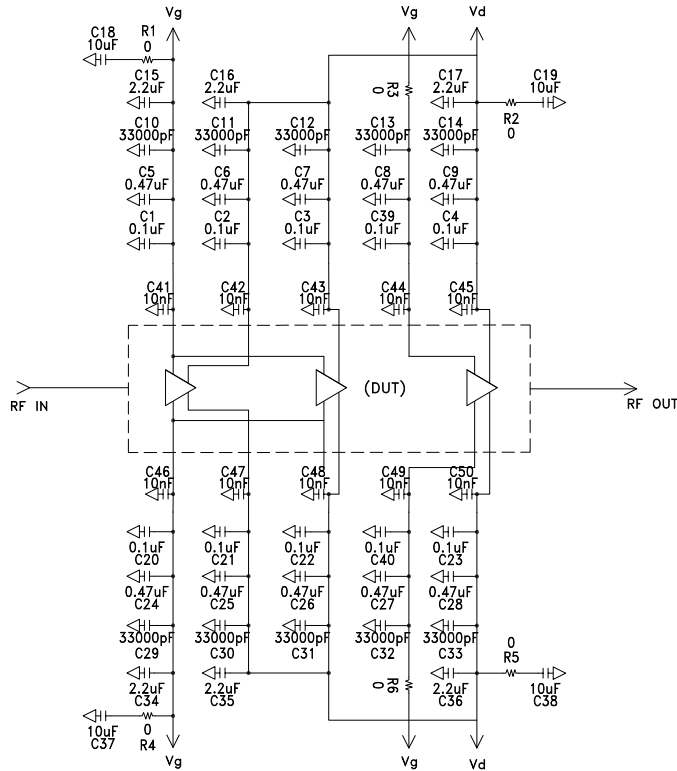 Vg Vg Vd
C18 R1
10uF 0
C15 C16 C17 C19
2.2uF 2.2uF R3 0 2.2uF 10uF
R2
0
C10 C11 C12 C13 C14
33000pF 33000pF 33000pF 33000pF 33000pF
C5 C6 C7 C8 C9
0.47uF 0.47uF 0.47uF 0.47uF 0.47uF
C1 C2 C3 C39 C4
0.1uF 0.1uF 0.1uF 0.1uF 0.1uF
C41 C42 C43 C44 C45
10nF 10nF 10nF 10nF 10nF
(DUT)
RF IN RF OUT
C46 C47 C48 C49 C50
10nF 10nF 10nF 10nF 10nF
0.1uF 0.1uF 0.1uF 0.1uF 0.1uF
C20 C21 C22 C40 C23
0.47uF 0.47uF 0.47uF 0.47uF 0.47uF
C24 C25 C26 C27 C28
33000pF 33000pF 33000pF 33000pF 33000pF
C29 C30 C31 C32 C33
0
R5
2.2uF 2.2uF R6 0 2.2uF 10uF
C34 C35 C36 C38
10uF 0
C37 R4
Vg Vg Vd